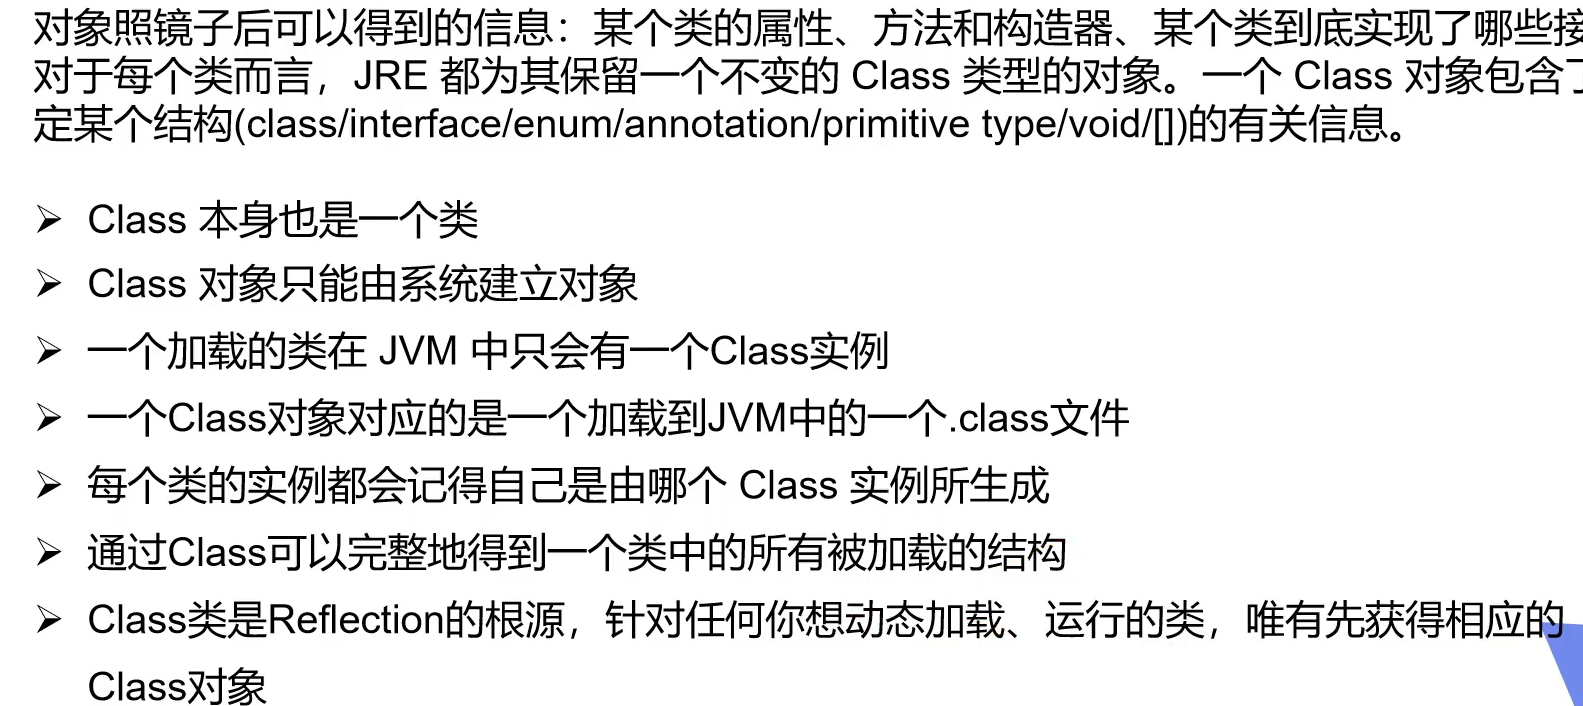 对象照镜子后可以得到的信息：某个类的属性、方法和构造器、某个类到底实现了哪些接
对于每个类而言，JRE 都为其保留一个不变的 Class 类型的对象。一个 Class 对象包含了
定某个结构(class/interface/enum/annotation/primitive type/void/[])的有关信息。
➢ Class 本身也是一个类
➢ Class 对象只能由系统建立对象
➢ 一个加载的类在 JVM 中只会有一个Class实例
➢ 一个Class对象对应的是一个加载到JVM中的一个.class文件
➢ 每个类的实例都会记得自己是由哪个 Class 实例所生成
➢ 通过Class可以完整地得到一个类中的所有被加载的结构
➢ Class类是Reflection的根源，针对任何你想动态加载、运行的类，唯有先获得相应的
Class对象